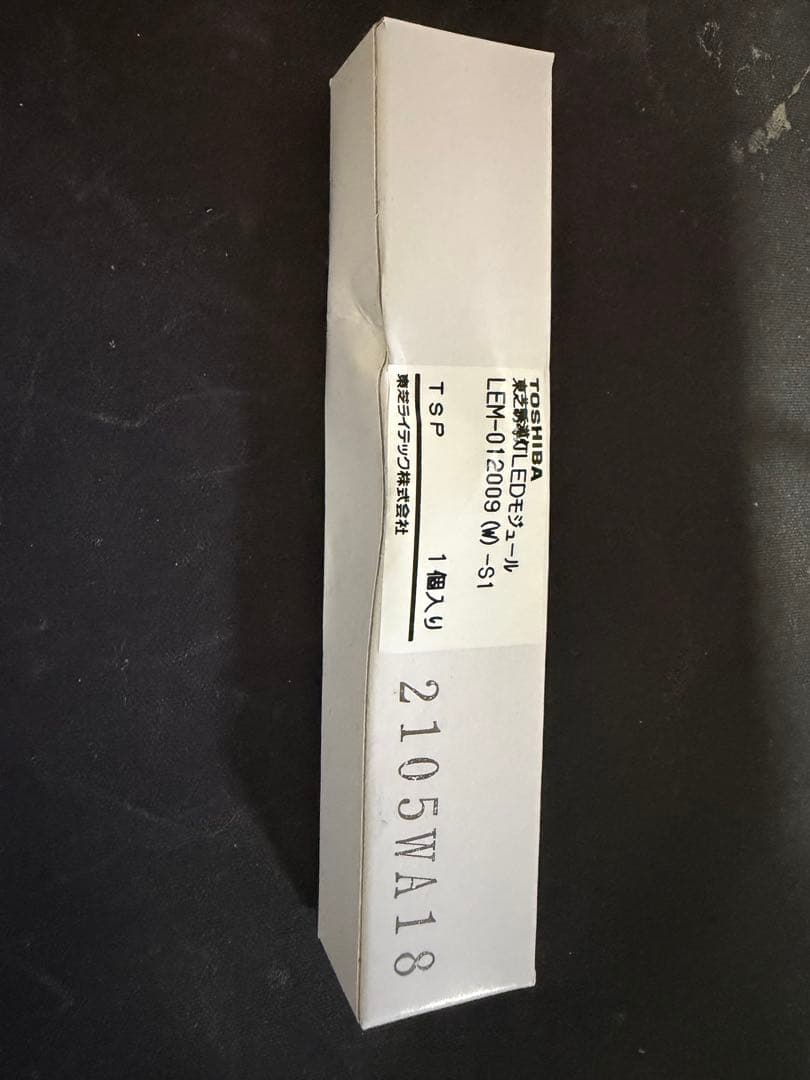 TOSHIBA
東芝誘導灯LEDモジュール
LEM-012009(W)-S1
TSP 1個入り
東芝ライテック株式会社
2105WA18